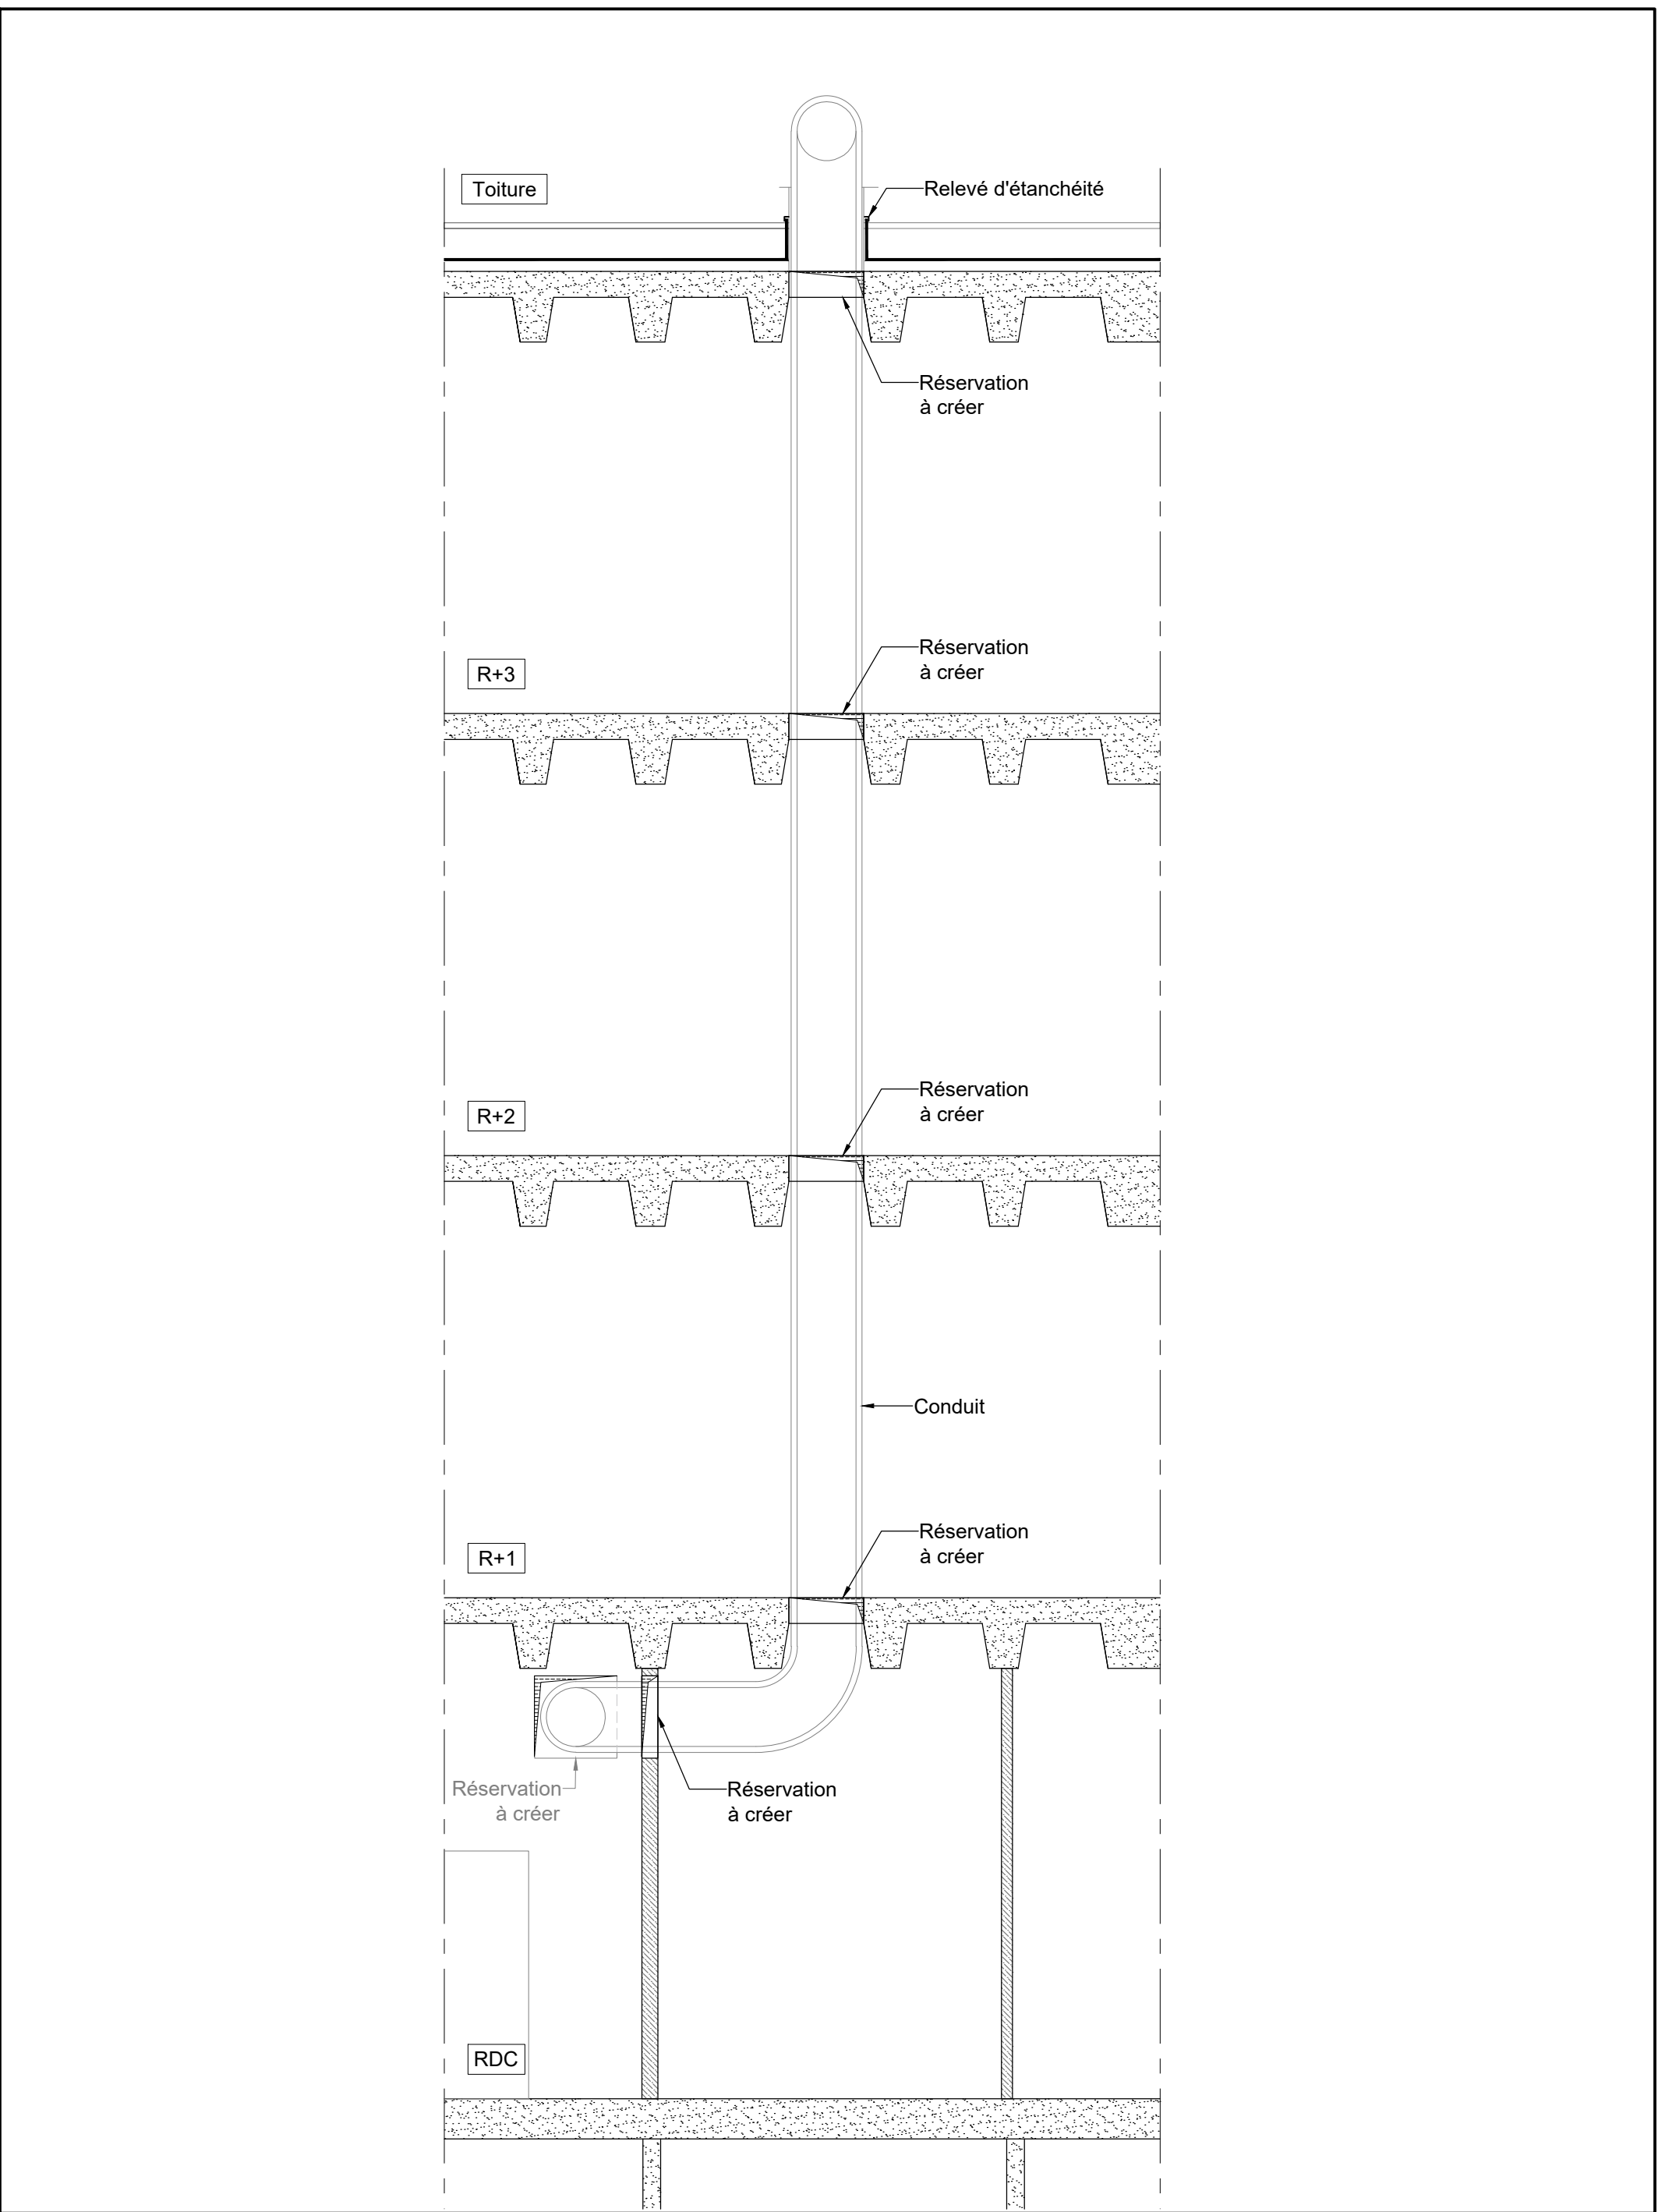 Toiture
Relevé d'étanchéité
Réservation
à créer
Réservation
à créer
R+3
Réservation
à créer
R+2
Conduit
Réservation
à créer
R+1
Réservation
à créer
Réservation
à créer
RDC